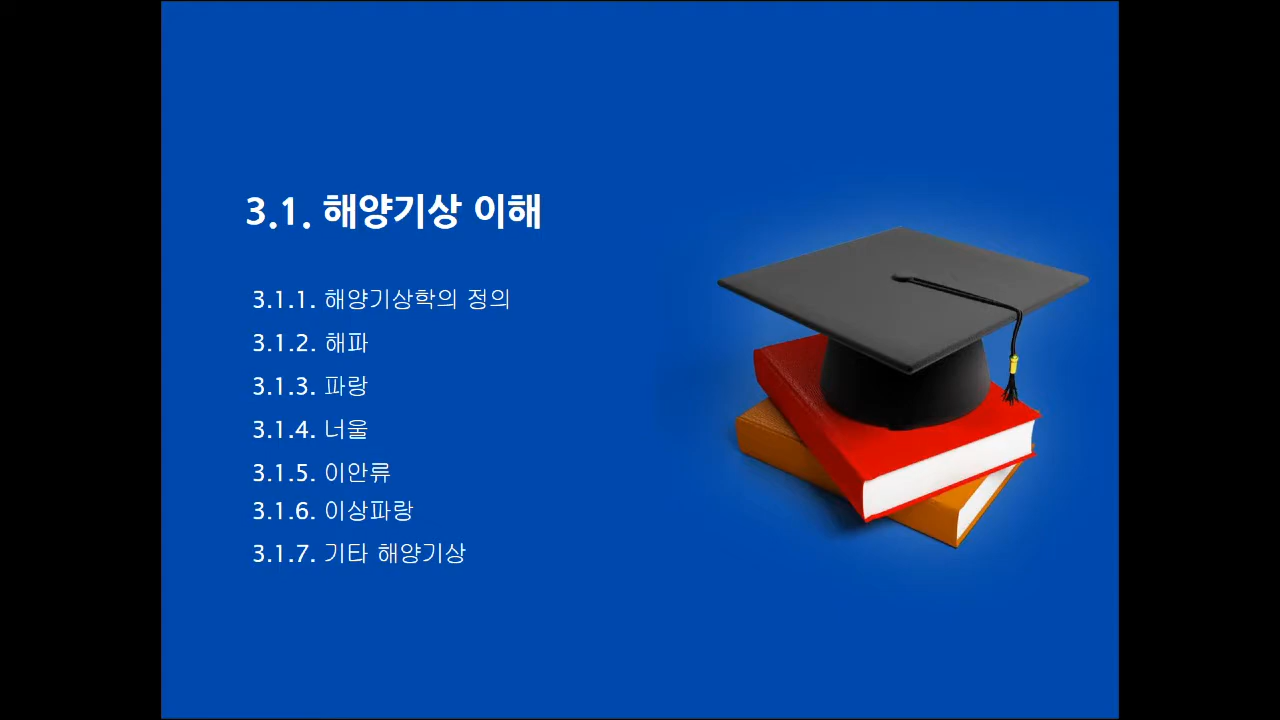 3.1. 해양기상 이해
3.1.1. 해양기상학의 정의
3.1.2. 해파
3.1.3. 파랑
3.1.4. 너울
3.1.5. 이안류
3.1.6. 이상파랑
3.1.7. 기타 해양기상